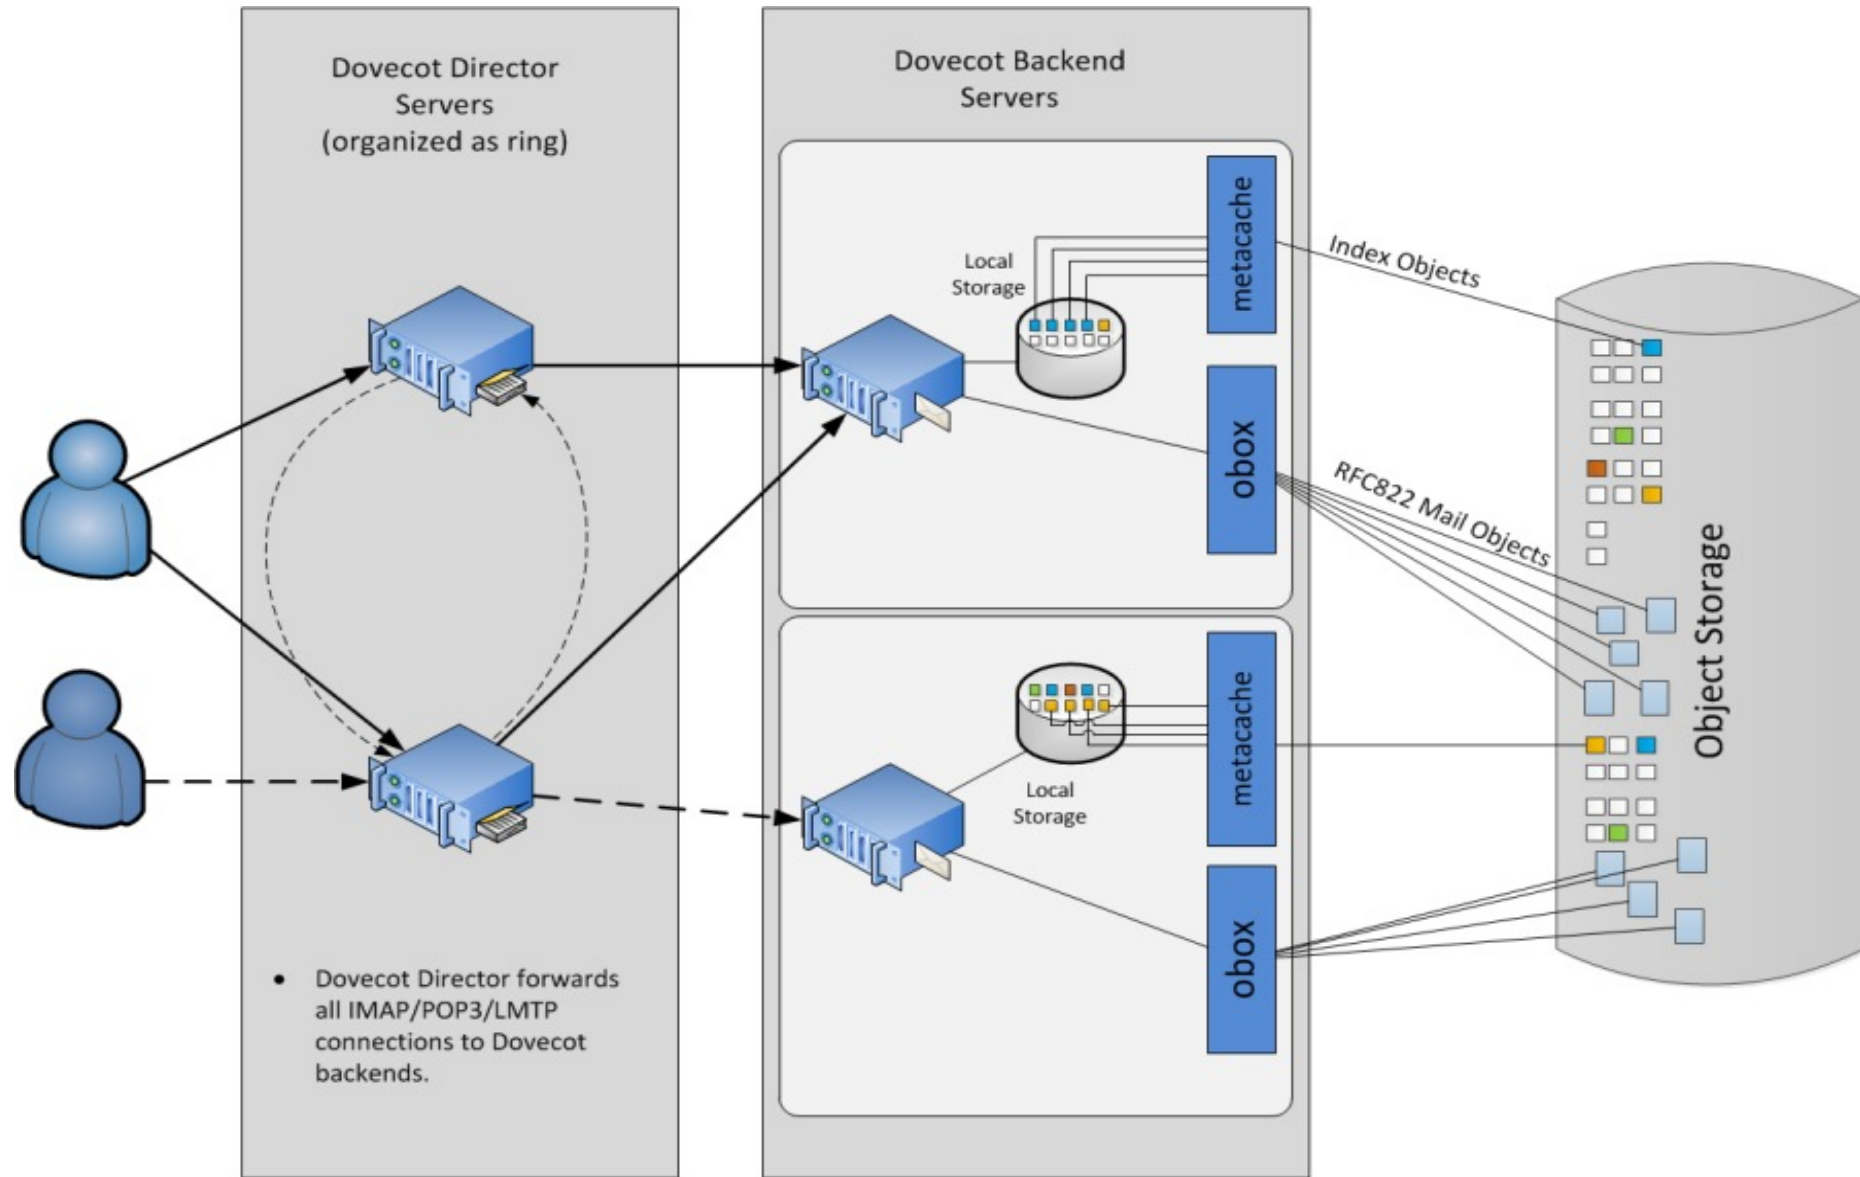 Dovecot Director
Servers
(organized as ring)
Dovecot Backend
Servers
Local
Storage
metacache
obox
Index Objects
RFC822 Mail Objects
Object Storage
Local
Storage
metacache
obox
• Dovecot Director forwards
all IMAP/POP3/LMTP
connections to Dovecot
backends.